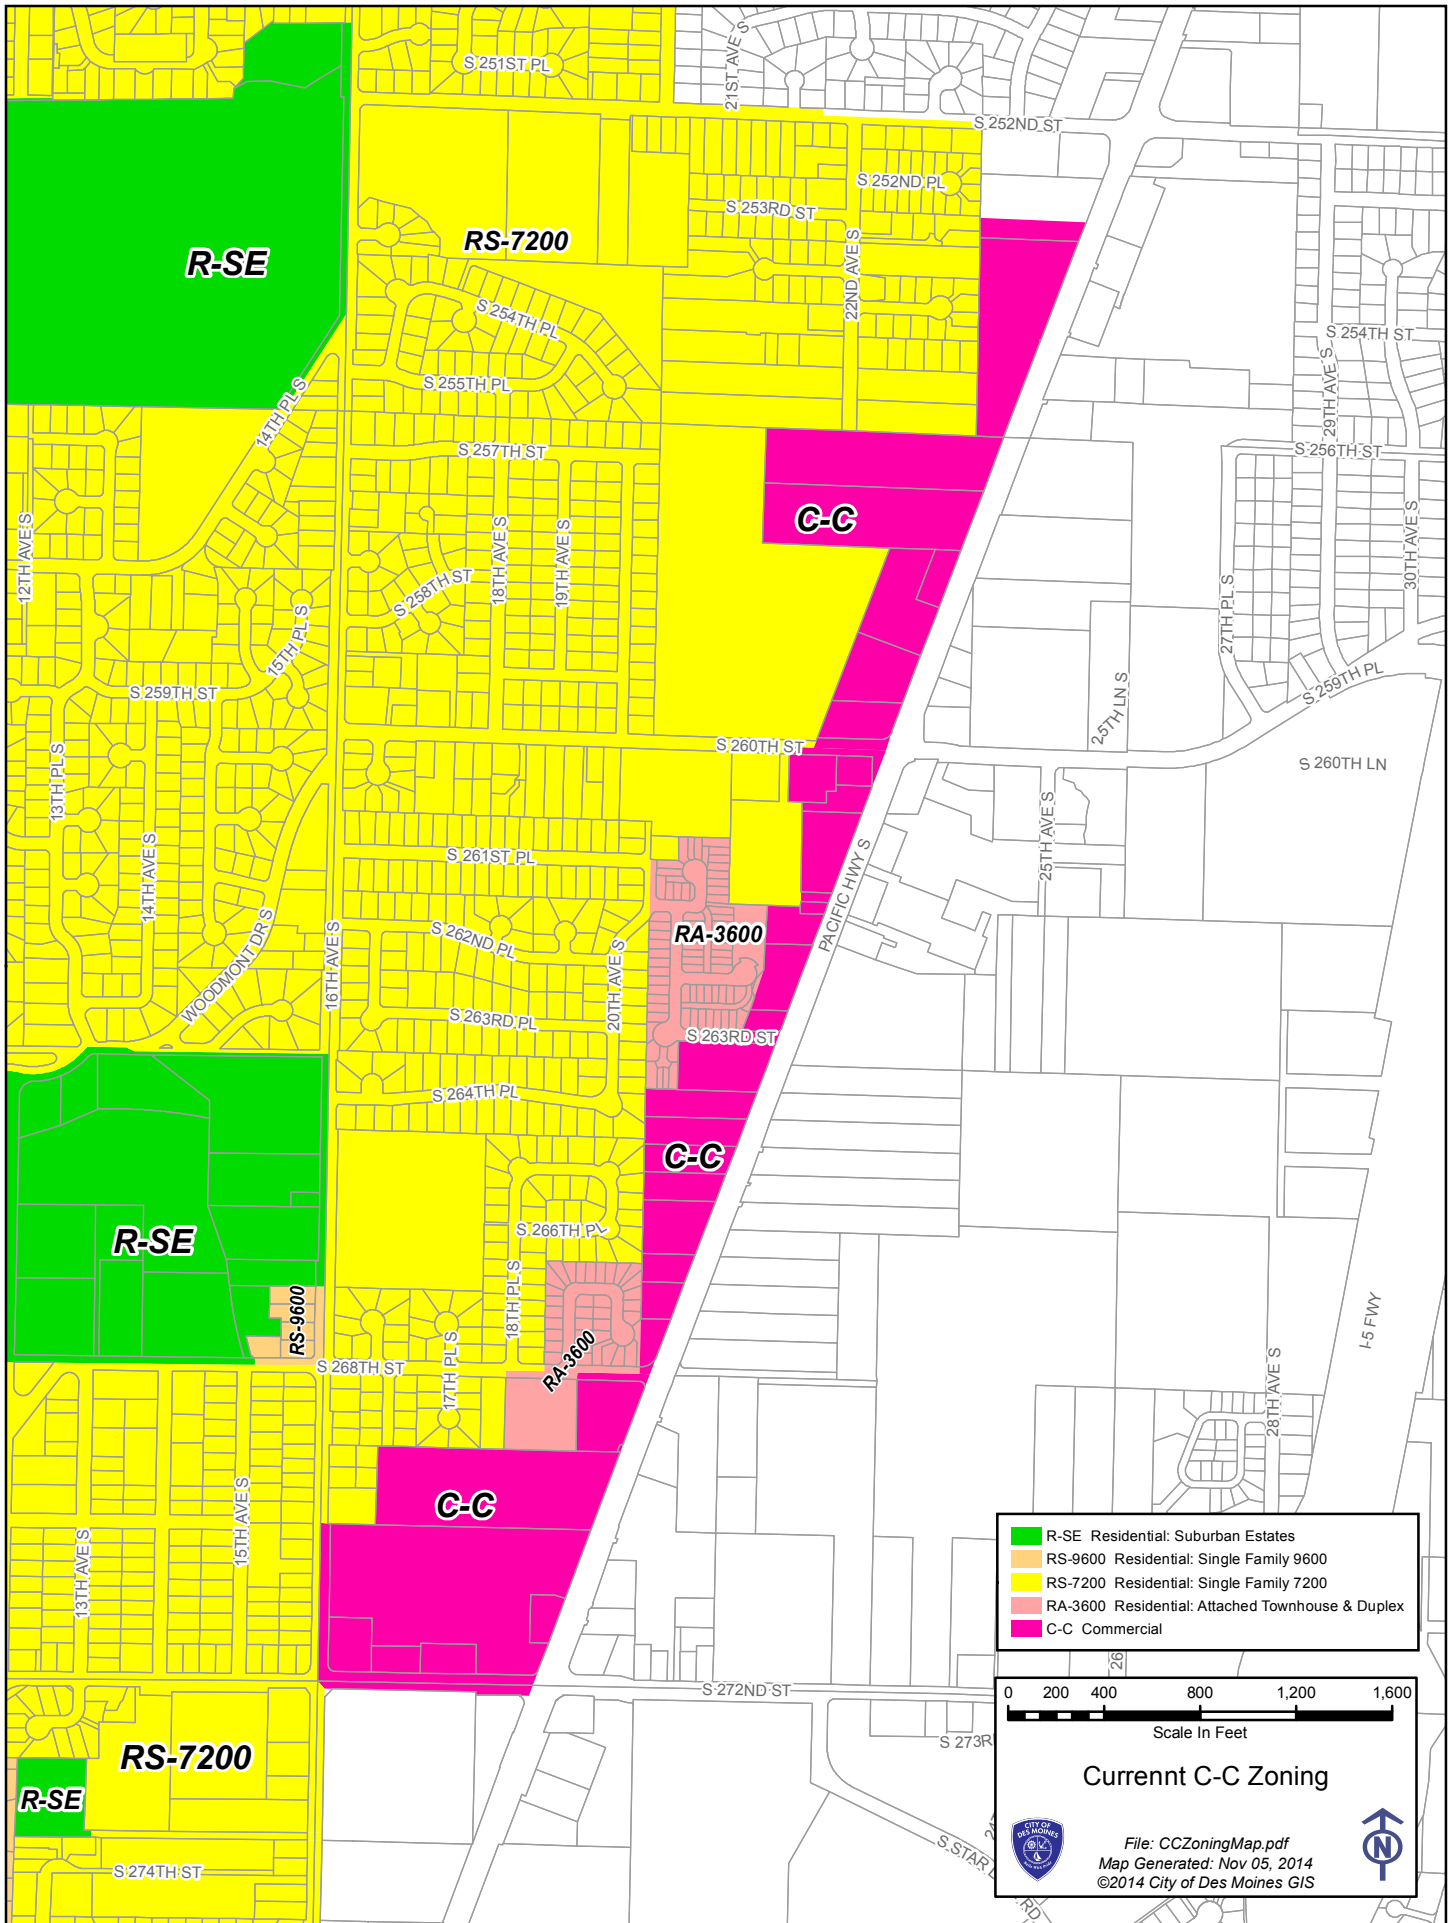 S 251ST PL
21ST AVE S
S 252ND ST
S 252ND PL
S 253RD ST
RS-7200
R-SE
22ND AVE S
S 254TH PL
S 254TH ST
S 255TH PL
29TH AVE S
14TH PL S
S 257TH ST
S 256TH ST
C-C
12TH AVE S
18TH AVE S
19TH AVE S
30TH AVE S
S 258TH ST
27TH PL S
15TH PL S
S 259TH ST
S 259TH PL
25TH LN S
S 260TH ST
S 260TH LN
13TH PL S
25TH AVE S
14TH AVE S
S 261ST PL
PACIFIC HWY S
RA-3600
S 262ND PL
WOODMONT DR S
16TH AVE S
20TH AVE S
S 263RD PL
S 263RD ST
S 264TH PL
C-C
R-SE
S 266TH PL
18TH PL S
RS-9600
I-5 FWY
RA-3600
S 268TH ST
17TH PL S
28TH AVE S
C-C
15TH AVE S
13TH AVE S
R-SE Residential: Suburban Estates
RS-9600 Residential: Single Family 9600
RS-7200 Residential: Single Family 7200
RA-3600 Residential: Attached Townhouse & Duplex
C-C Commercial
26
S 272ND ST
0 200 400 800 1,200 1,600
Scale In Feet
S 273R
RS-7200
Currennt C-C Zoning
R-SE
CITY OF
DES MOINES
N
S STAR
RD
24
File: CCZoningMap.pdf
Map Generated: Nov 05, 2014
©2014 City of Des Moines GIS
S 274TH ST